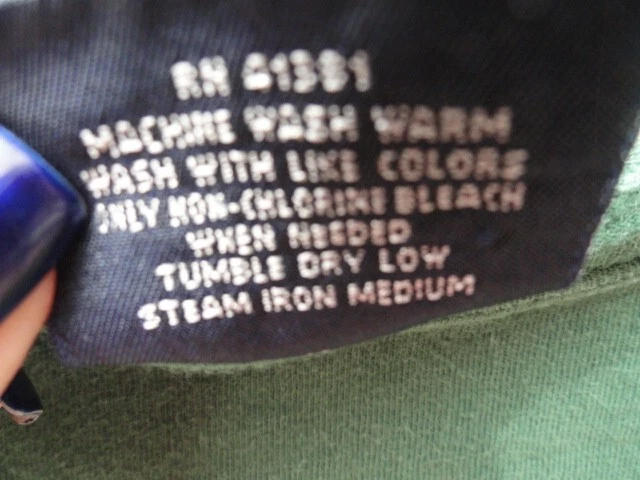 RN 41381
MACHINE WASH WARM
WASH WITH LIKE COLORS
ONLY NON-CHLORINE BLEACH
WHEN NEEDED
TUMBLE DRY LOW
STEAM IRON MEDIUM